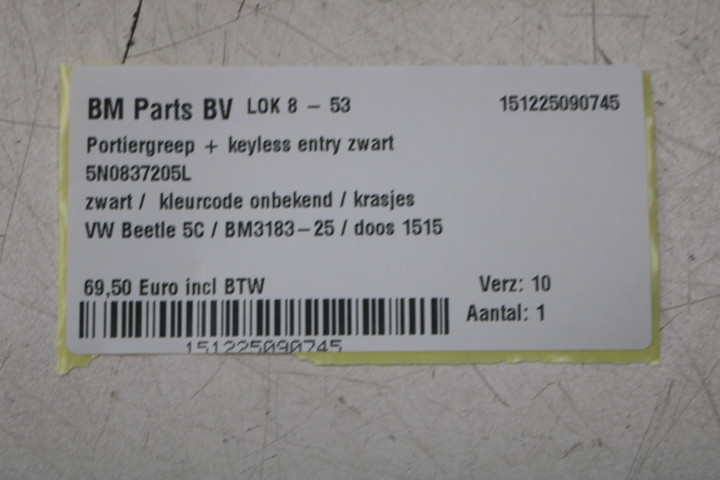 BM Parts BV LOK 8 - 53 151225090745
Portiergreep + keyless entry zwart
5N0837205L
zwart / kleurcode onbekend / krasjes
VW Beetle 5C / BM3183-25 / doos 1515
69,50 Euro incl BTW Verz: 10
Aantal: 1
151225090745